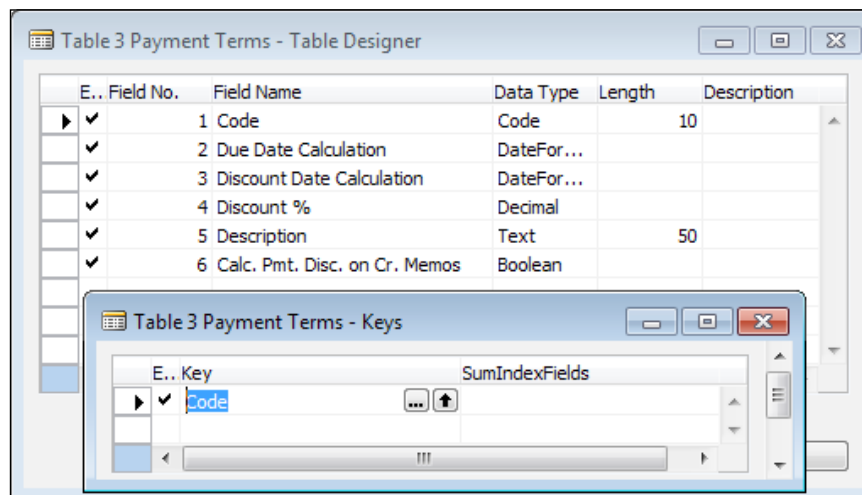 Table 3 Payment Terms - Table Designer
E.. Field No. Field Name Data Type Length Description
1 Code Code 10
2 Due Date Calculation DateFor...
3 Discount Date Calculation DateFor...
4 Discount % Decimal
5 Description Text 50
6 Calc. Pmt. Disc. on Cr. Memos Boolean
Table 3 Payment Terms - Keys
E.. Key SumIndexFields
Code ...